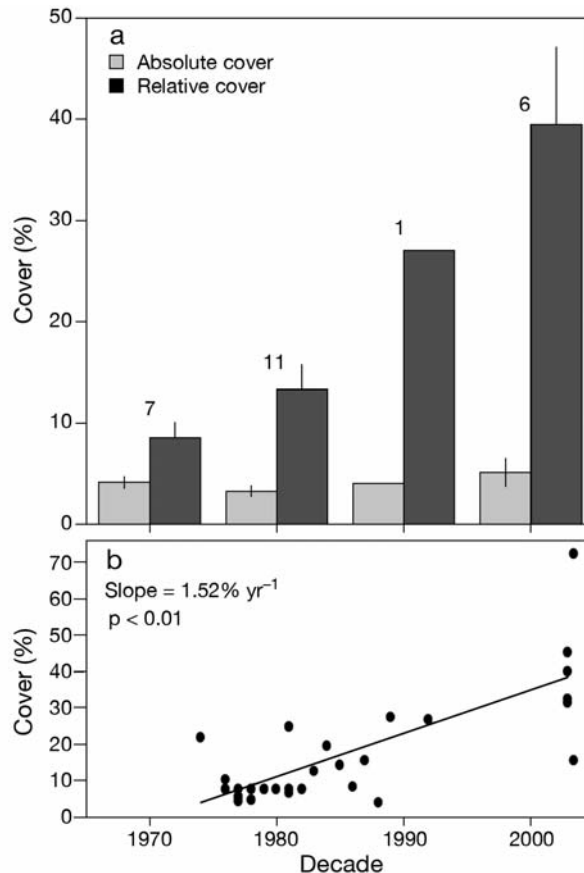 a
Absolute cover
Relative cover
50
40
30
20
10
0
Cover (%)
7
11
1
6
b
Slope = 1.52% yr⁻¹
p < 0.01
70
60
50
40
30
20
10
0
Cover (%)
1970 1980 1990 2000
Decade